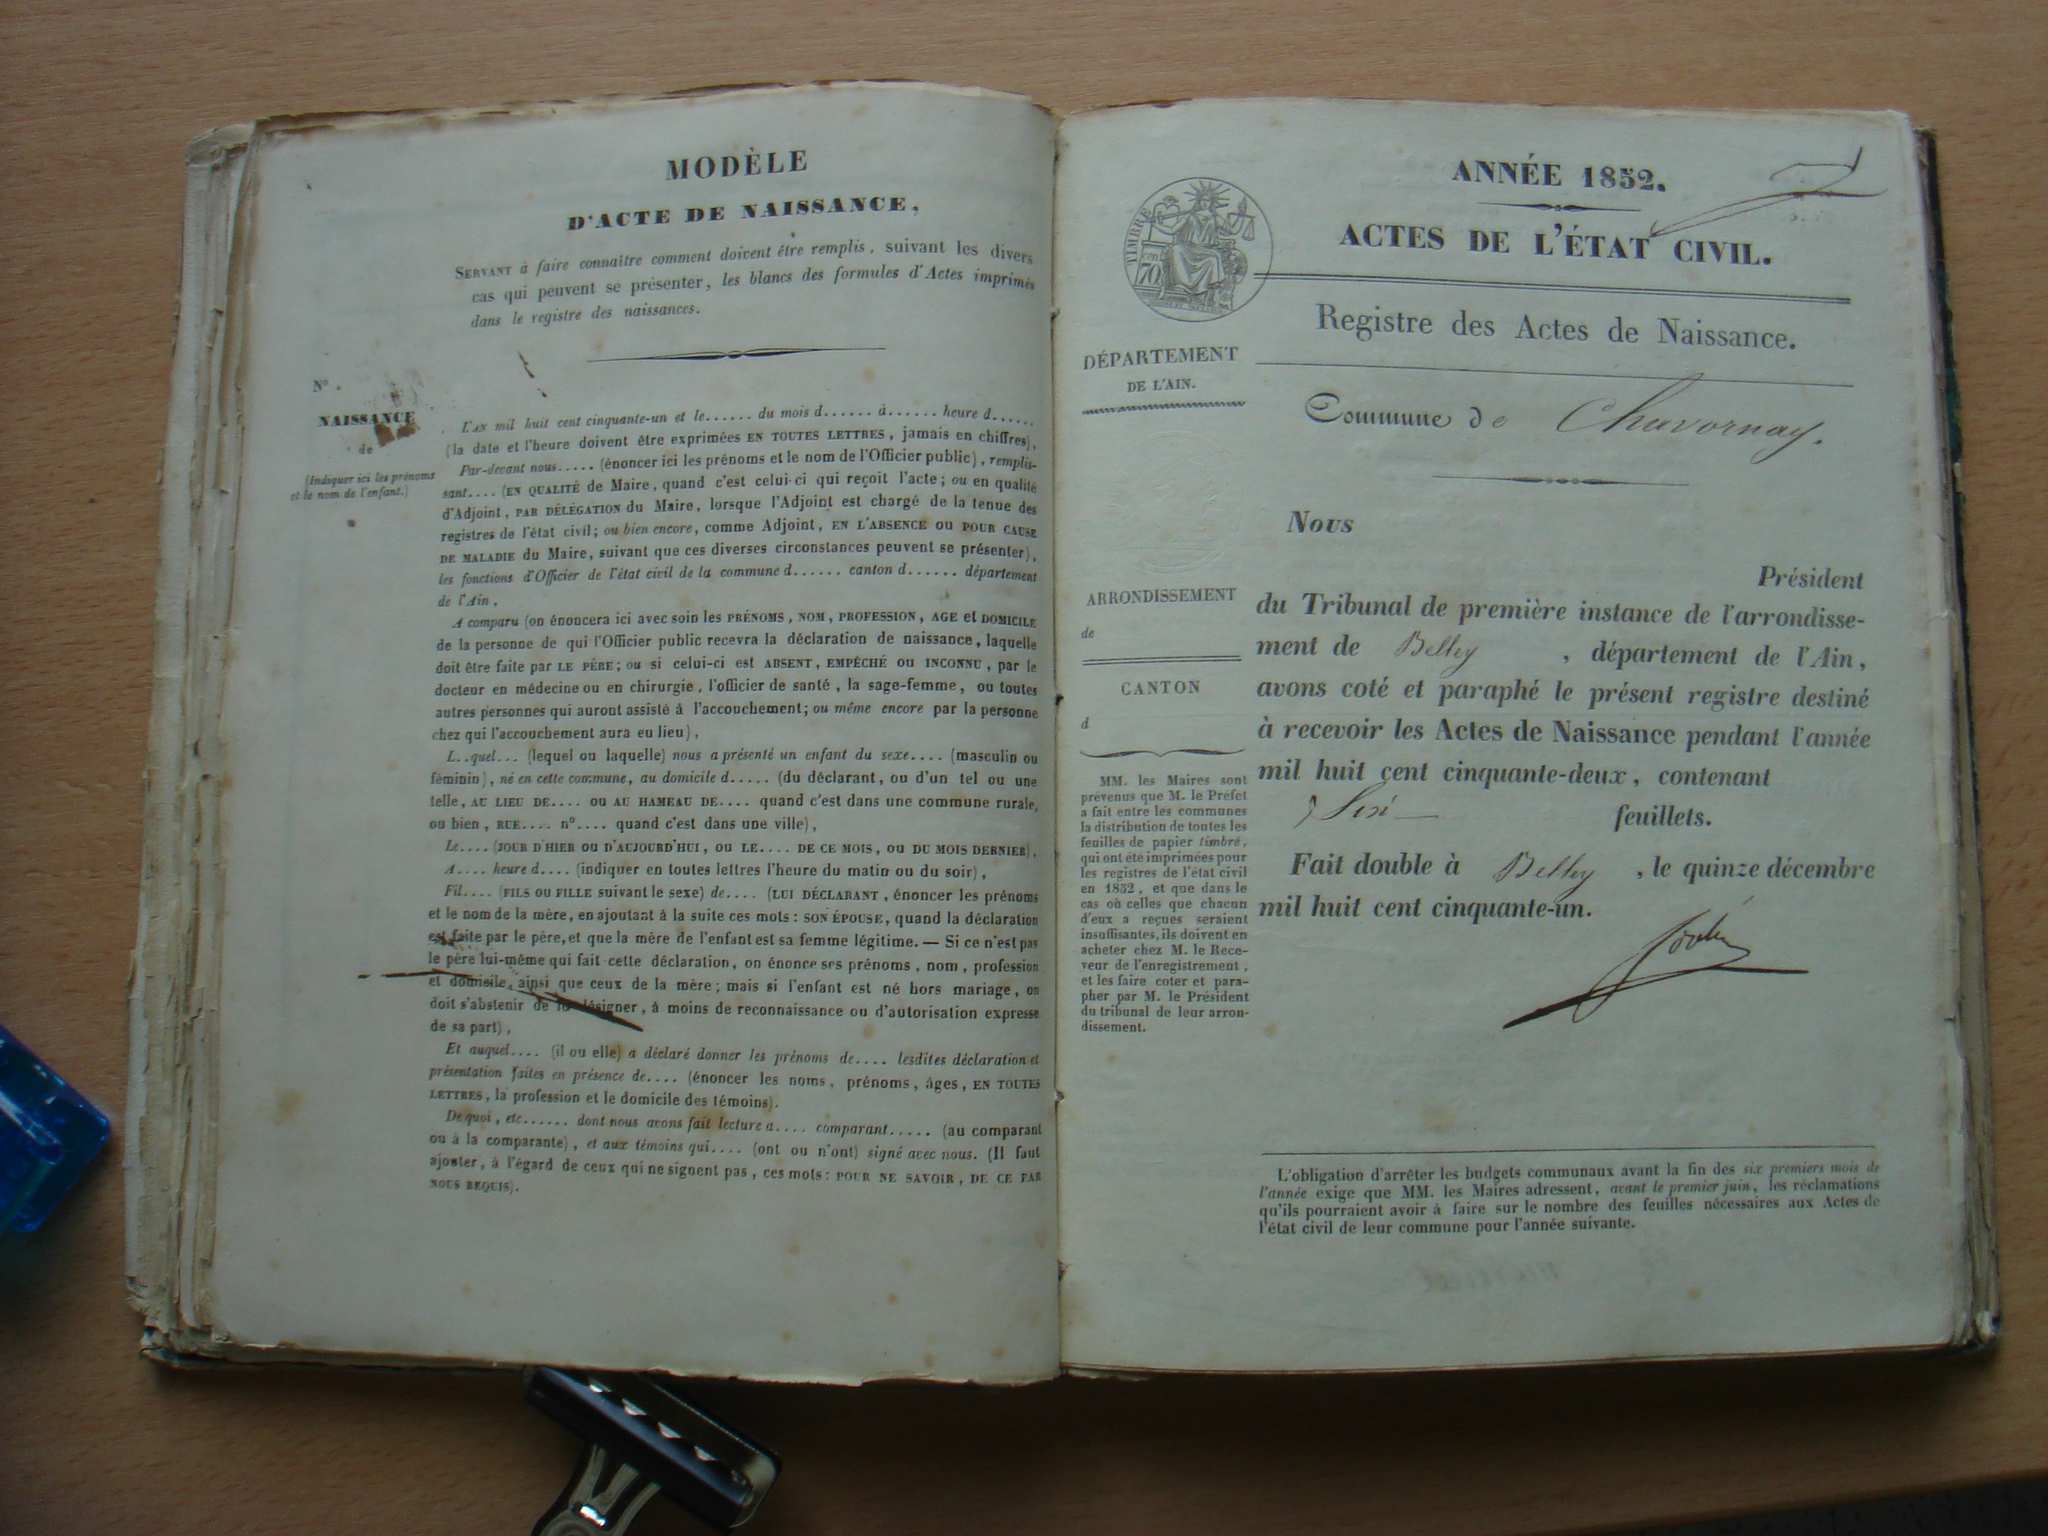 MODÈLE
D'ACTE DE NAISSANCE,
SERVANT à faire connaître comment doivent être remplis, suivant les divers
cas qui peuvent se présenter, les blancs des formules d'Actes imprimés
dans le registre des naissances.
N°.
NAISSANCE
de
(Indiquer ici les prénoms
et le nom de l'enfant.)
L'AN mil huit cent cinquante-un et le...... du mois d...... à...... heure d.....
(la date et l'heure doivent être exprimées EN TOUTES LETTRES, jamais en chiffres),
Par-devant nous..... (énoncer ici les prénoms et le nom de l'Officier public), remplis-
sant.... (EN QUALITÉ de Maire, quand c'est celui-ci qui reçoit l'acte; ou en qualité
d'Adjoint, PAR DÉLÉGATION du Maire, lorsque l'Adjoint est chargé de la tenue des
registres de l'état civil; ou bien encore, comme Adjoint, EN L'ABSENCE OU POUR CAUSE
DE MALADIE du Maire, suivant que ces diverses circonstances peuvent se présenter),
les fonctions d'Officier de l'état civil de la commune d...... canton d...... département
de l'Ain,
A comparu (on énoncera ici avec soin les PRÉNOMS, NOM, PROFESSION, AGE et DOMICILE
de la personne de qui l'Officier public recevra la déclaration de naissance, laquelle
doit être faite par LE PÈRE; ou si celui-ci est ABSENT, EMPÉCHÉ OU INCONNU, par le
docteur en médecine ou en chirurgie, l'officier de santé, la sage-femme, ou toutes
autres personnes qui auront assisté à l'accouchement; ou même encore par la personne
chez qui l'accouchement aura eu lieu),
L..quel... (lequel ou laquelle) nous a présenté un enfant du sexe.... (masculin ou
féminin), né en cette commune, au domicile d..... (du déclarant, ou d'un tel ou une
telle, AU LIEU DE.... OU AU HAMEAU DE.... quand c'est dans une commune rurale,
ou bien, RUE.... n°.... quand c'est dans une ville),
Le.... (JOUR D'HIER OU D'AUJOURD'HUI, OU LE.... DE CE MOIS, OU DU MOIS DERNIER),
A.... heure d.... (indiquer en toutes lettres l'heure du matin ou du soir),
Fil.... (FILS OU FILLE suivant le sexe) de.... (LUI DÉCLARANT, énoncer les prénoms
et le nom de la mère, en ajoutant à la suite ces mots: SON ÉPOUSE, quand la déclaration
est faite par le père, et que la mère de l'enfant est sa femme légitime. — Si ce n'est pas
le père lui-même qui fait cette déclaration, on énonce ses prénoms, nom, profession
et domicile, ainsi que ceux de la mère; mais si l'enfant est né hors mariage, on
doit s'abstenir de le désigner, à moins de reconnaissance ou d'autorisation expresse
de sa part),
Et auquel.... (il ou elle) a déclaré donner les prénoms de.... lesdites déclaration et
présentation faites en présence de.... (énoncer les noms, prénoms, âges, EN TOUTES
LETTRES, la profession et le domicile des témoins).
De quoi, etc...... dont nous avons fait lecture a.... comparant..... (au comparant
ou à la comparante), et aux témoins qui.... (ont ou n'ont) signé avec nous. (Il faut
ajouter, à l'égard de ceux qui ne signent pas, ces mots: POUR NE SAVOIR, DE CE PAR
NOUS REQUIS).
ANNÉE 1852.
ACTES DE L'ÉTAT CIVIL.
TIMBRE
70
Registre des Actes de Naissance.
DÉPARTEMENT
DE L'AIN.
Commune de Chavornay.
Nous
Président
du Tribunal de première instance de l'arrondisse-
ment de Belley, département de l'Ain,
avons coté et paraphé le présent registre destiné
à recevoir les Actes de Naissance pendant l'année
mil huit cent cinquante-deux, contenant
Six feuillets.
Fait double à Belley, le quinze décembre
mil huit cent cinquante-un.
ARRONDISSEMENT
de
CANTON
d
MM. les Maires sont
prévenus que M. le Préfet
a fait entre les communes
la distribution de toutes les
feuilles de papier timbré,
qui ont été imprimées pour
les registres de l'état civil
en 1852, et que dans le
cas où celles que chacun
d'eux a reçues seraient
insuffisantes, ils doivent en
acheter chez M. le Rece-
veur de l'enregistrement,
et les faire coter et para-
pher par M. le Président
du tribunal de leur arron-
dissement.
L'obligation d'arrêter les budgets communaux avant la fin des six premiers mois de
l'année exige que MM. les Maires adressent, avant le premier juin, les réclamations
qu'ils pourraient avoir à faire sur le nombre des feuilles nécessaires aux Actes de
l'état civil de leur commune pour l'année suivante.